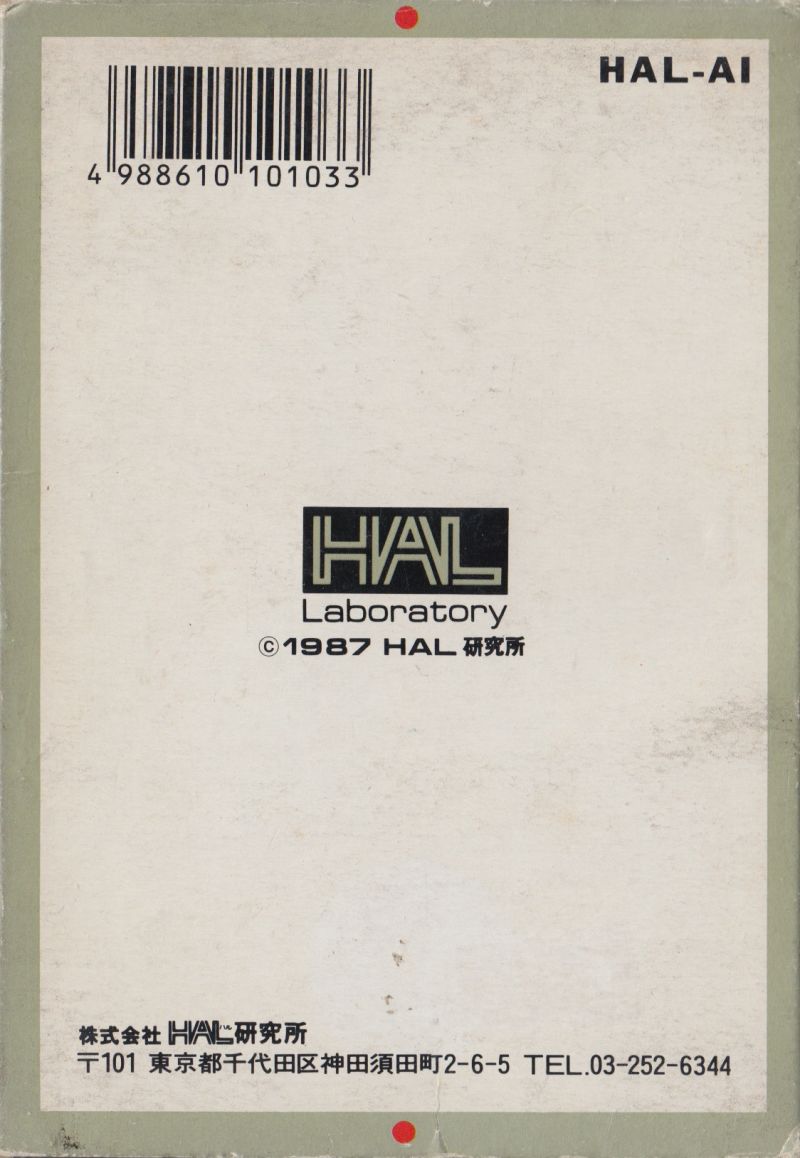 HAL-AI
4 988610 101033
HAL
Laboratory
©1987 HAL 研究所
株式会社 HAL研究所
〒101 東京都千代田区神田須田町2-6-5 TEL.03-252-6344